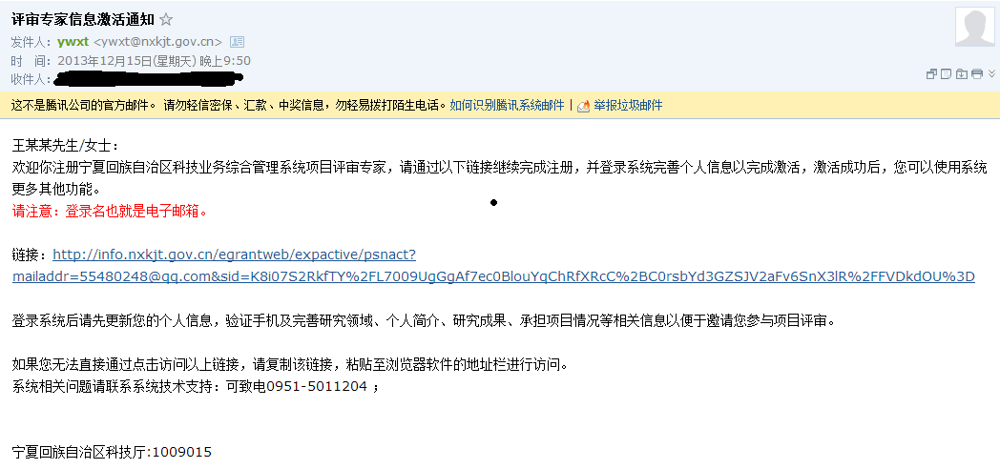 评审专家信息激活通知
发件人：ywxt <ywxt@nxkjt.gov.cn>
时　间：2013年12月15日(星期天) 晚上9:50
收件人：
这不是腾讯公司的官方邮件。 请勿轻信密保、汇款、中奖信息，勿轻易拨打陌生电话。 如何识别腾讯系统邮件 | 举报垃圾邮件
王某某先生/女士：
欢迎你注册宁夏回族自治区科技业务综合管理系统项目评审专家，请通过以下链接继续完成注册，并登录系统完善个人信息以完成激活，激活成功后，您可以使用系统
更多其他功能。
请注意：登录名也就是电子邮箱。
链接：http://info.nxkjt.gov.cn/egrantweb/expactive/psnact?
mailaddr=55480248@qq.com&sid=K8i07S2RkfTY%2FL7009UgGgAf7ec0BlouYqChRfXRcC%2BC0rsbYd3GZSJV2aFv6SnX3lR%2FFVDkdOU%3D
登录系统后请先更新您的个人信息，验证手机及完善研究领域、个人简介、研究成果、承担项目情况等相关信息以便于邀请您参与项目评审。
如果您无法直接通过点击访问以上链接，请复制该链接，粘贴至浏览器软件的地址栏进行访问。
系统相关问题请联系系统技术支持：可致电0951-5011204 ；
宁夏回族自治区科技厅:1009015